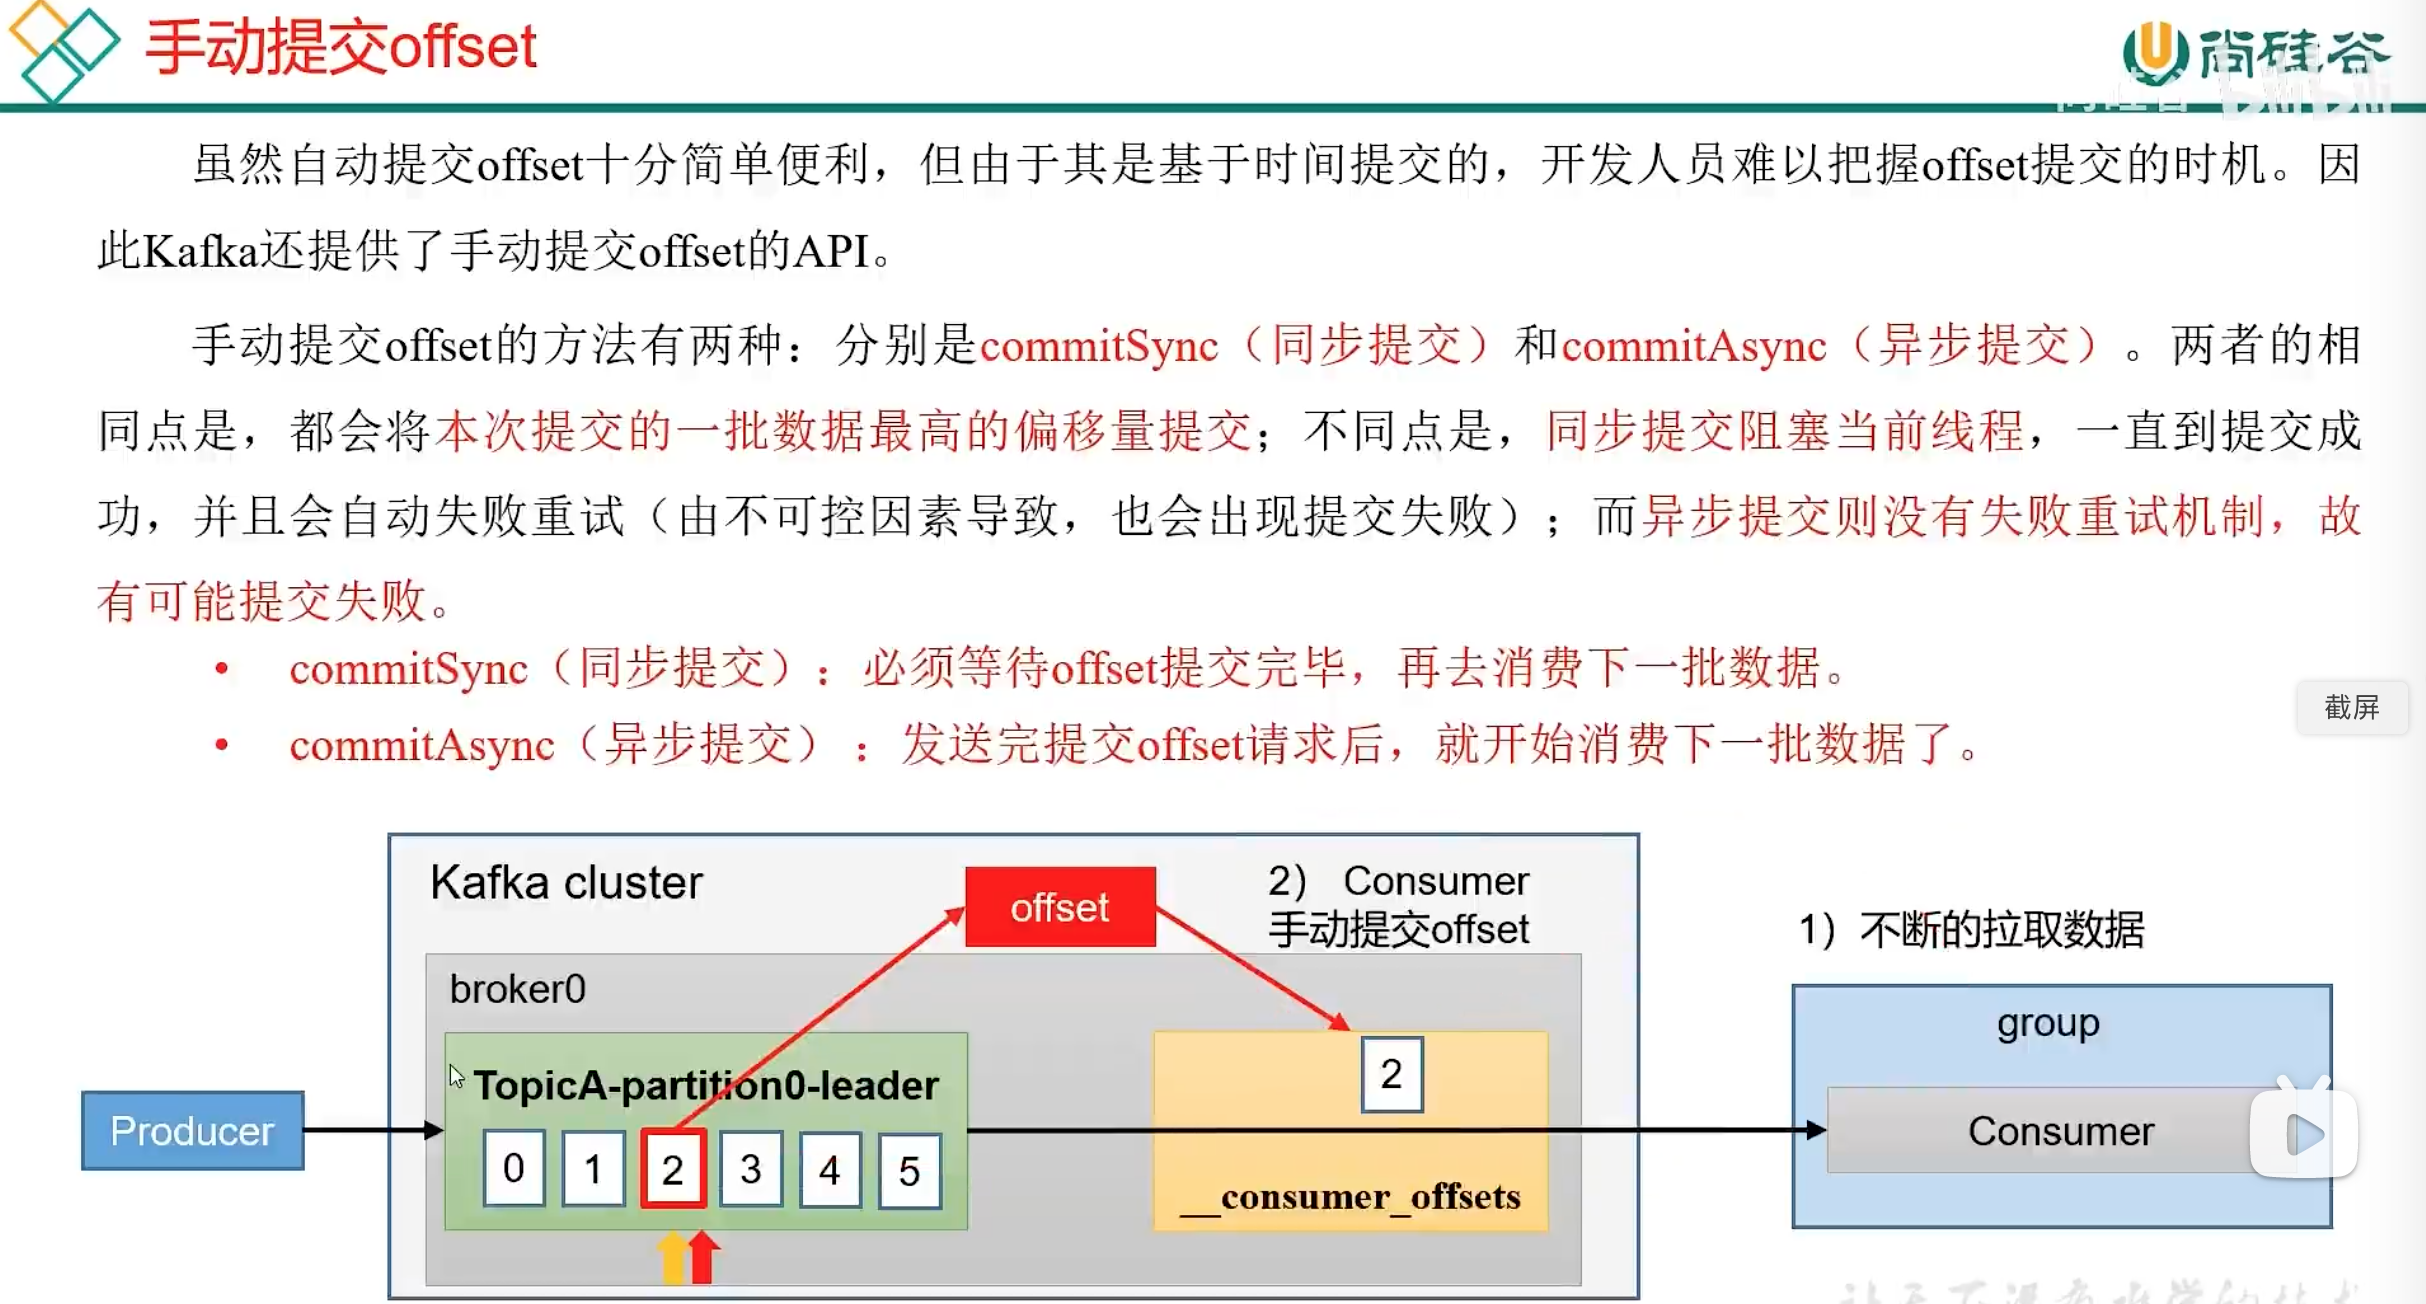 手动提交offset
尚硅谷
bilibili
虽然自动提交offset十分简单便利，但由于其是基于时间提交的，开发人员难以把握offset提交的时机。因
此Kafka还提供了手动提交offset的API。
手动提交offset的方法有两种：分别是commitSync（同步提交）和commitAsync（异步提交）。两者的相
同点是，都会将本次提交的一批数据最高的偏移量提交；不同点是，同步提交阻塞当前线程，一直到提交成
功，并且会自动失败重试（由不可控因素导致，也会出现提交失败）；而异步提交则没有失败重试机制，故
有可能提交失败。
• commitSync（同步提交）：必须等待offset提交完毕，再去消费下一批数据。
截屏
• commitAsync（异步提交） ：发送完提交offset请求后，就开始消费下一批数据了。
Kafka cluster
offset
2） Consumer
手动提交offset
1）不断的拉取数据
broker0
group
TopicA-partition0-leader
2
Producer
Consumer
0 1 2 3 4 5
__consumer_offsets